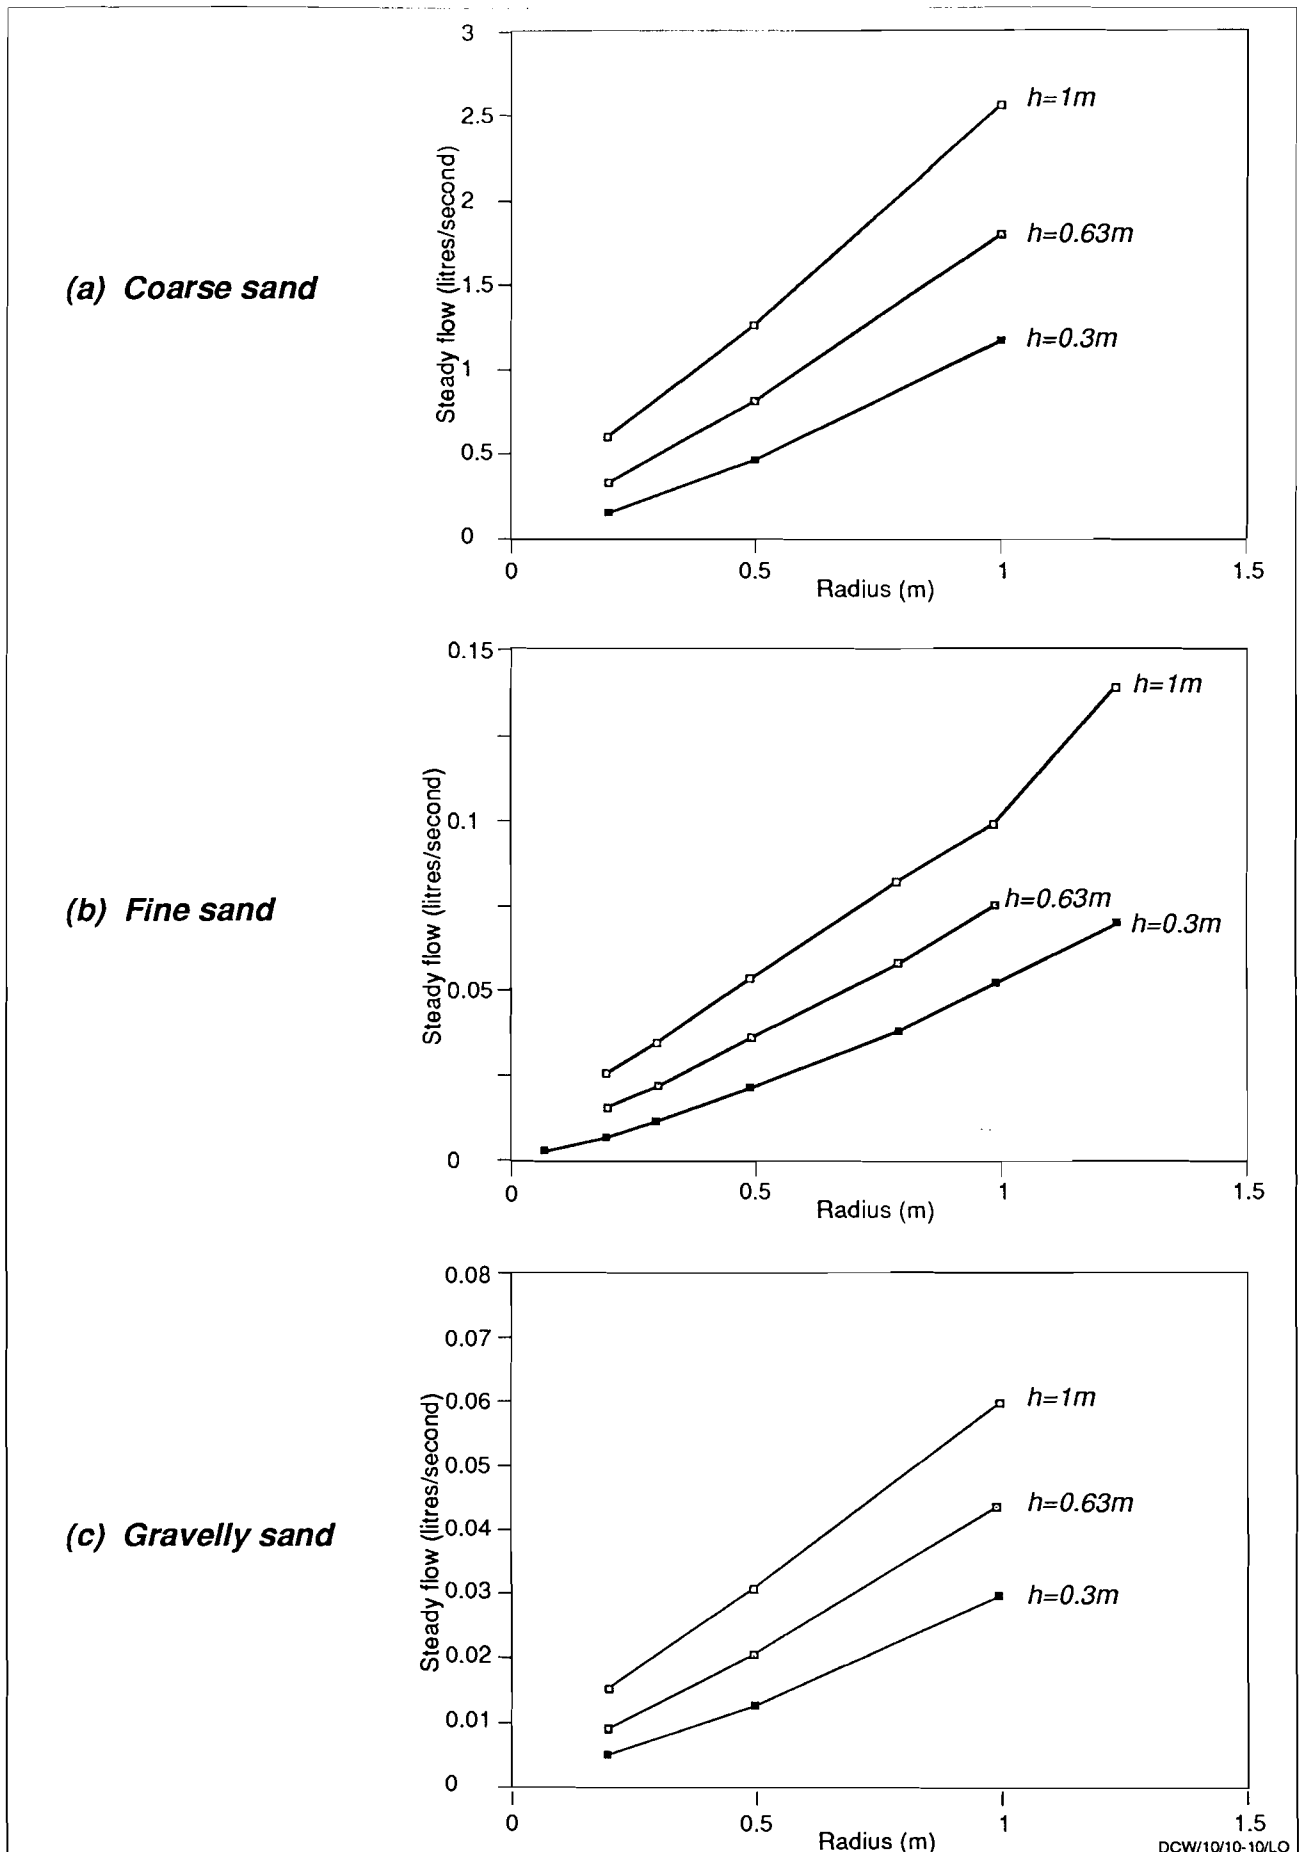 (a) Coarse sand
Steady flow (litres/second)
3
2.5
2
1.5
1
0.5
0
h=1m
h=0.63m
h=0.3m
0 0.5 1 1.5
Radius (m)
(b) Fine sand
Steady flow (litres/second)
0.15
0.1
0.05
0
h=1m
h=0.63m
h=0.3m
0 0.5 1 1.5
Radius (m)
(c) Gravelly sand
Steady flow (litres/second)
0.08
0.07
0.06
0.05
0.04
0.03
0.02
0.01
0
h=1m
h=0.63m
h=0.3m
0 0.5 1 1.5
Radius (m)
DCW/10/10-10/LO